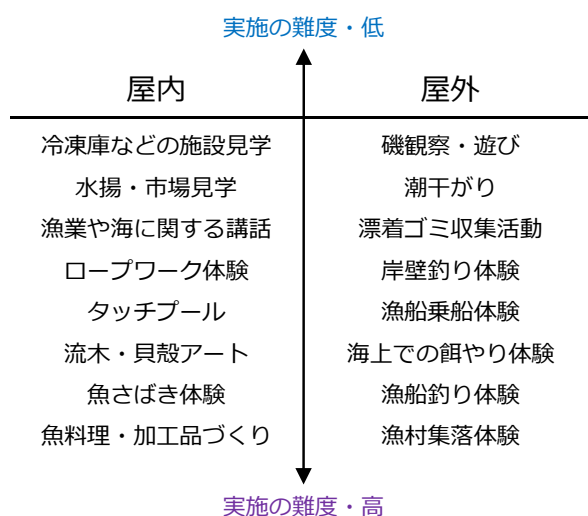 実施の難度・低
屋内 屋外
冷凍庫などの施設見学 磯観察・遊び
水揚・市場見学 潮干がり
漁業や海に関する講話 漂着ゴミ収集活動
ロープワーク体験 岸壁釣り体験
タッチプール 漁船乗船体験
流木・貝殻アート 海上での餌やり体験
魚さばき体験 漁船釣り体験
魚料理・加工品づくり 漁村集落体験
実施の難度・高